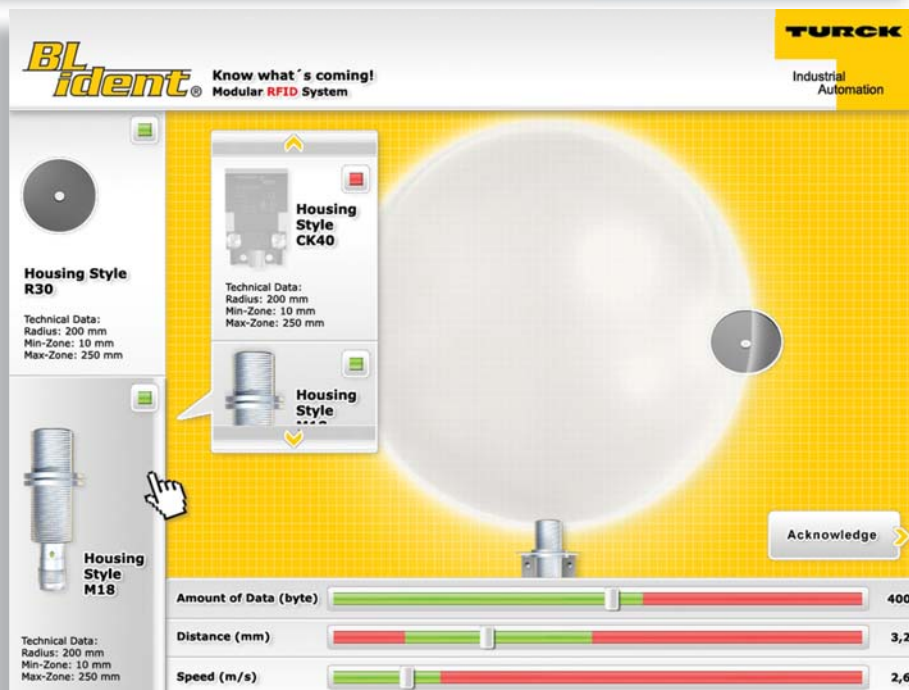 BL
ident®
Know what´s coming!
Modular RFID System
TURCK
Industrial
Automation
Housing Style
R30
Technical Data:
Radius: 200 mm
Min-Zone: 10 mm
Max-Zone: 250 mm
Housing
Style
CK40
Technical Data:
Radius: 200 mm
Min-Zone: 10 mm
Max-Zone: 250 mm
Housing
Style
Housing
Style
M18
Technical Data:
Radius: 200 mm
Min-Zone: 10 mm
Max-Zone: 250 mm
Acknowledge
Amount of Data (byte)
400
Distance (mm)
3,2
Speed (m/s)
2,6